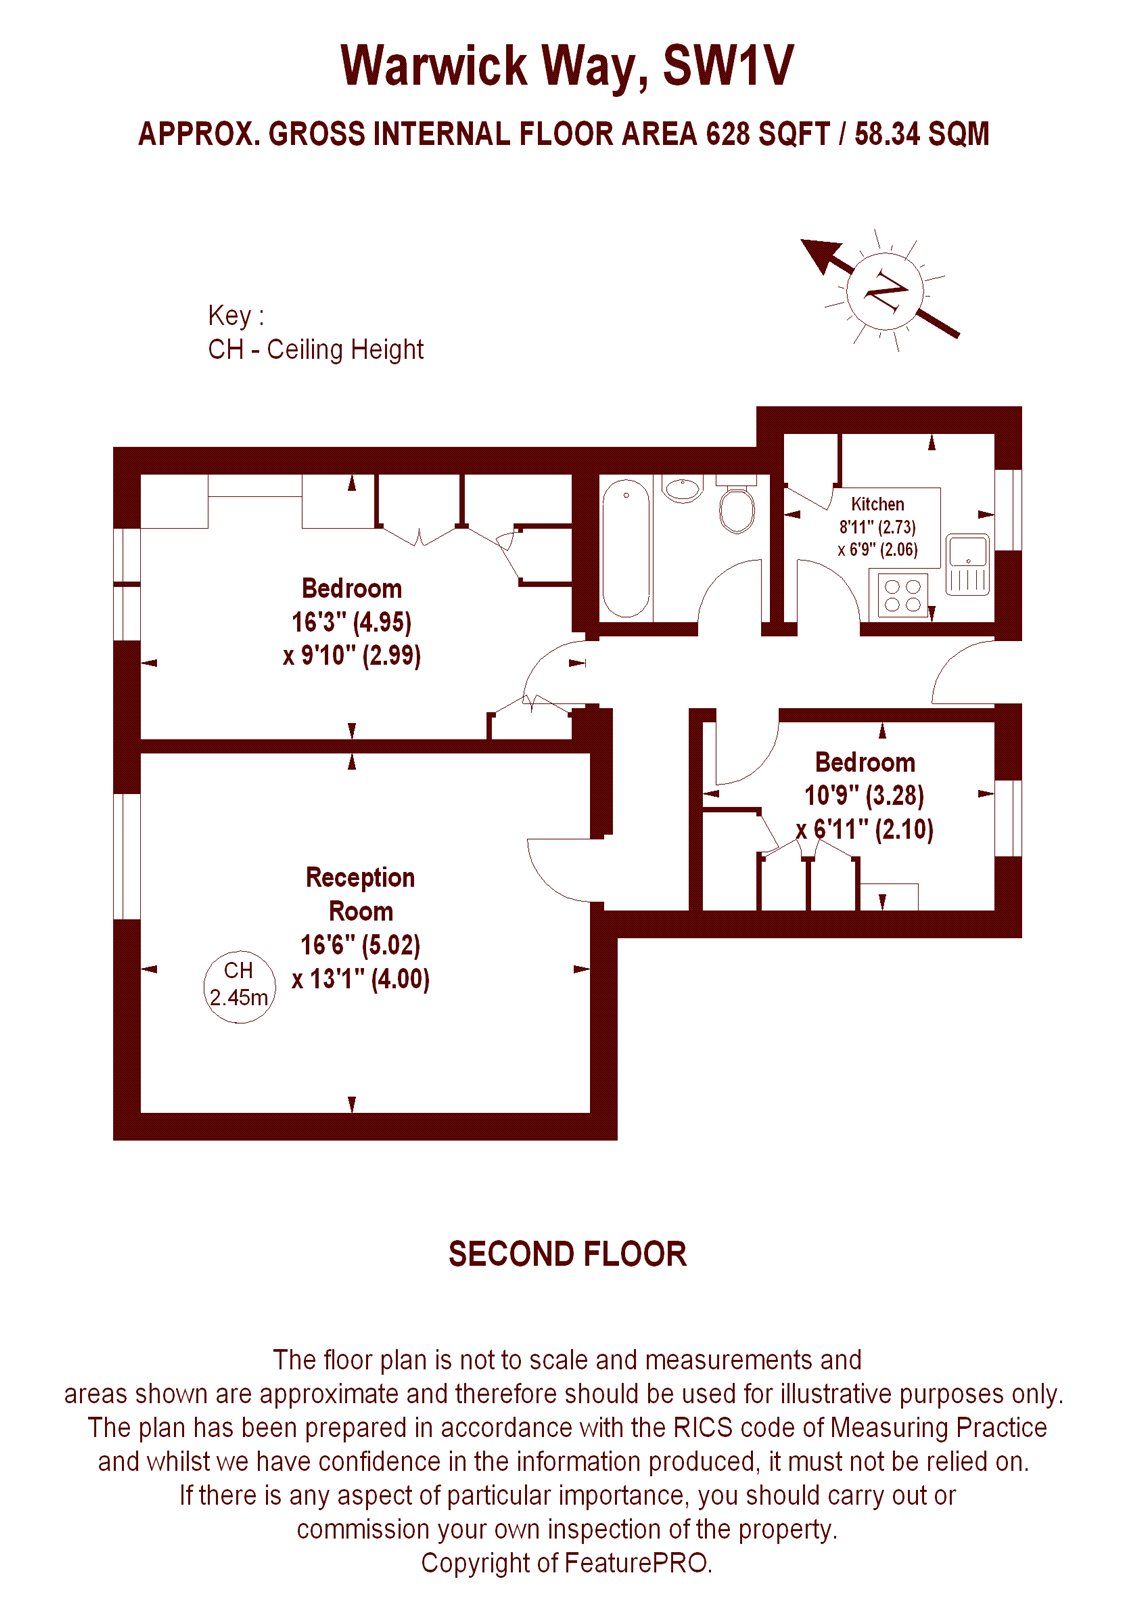 Warwick Way, SW1V
APPROX. GROSS INTERNAL FLOOR AREA 628 SQFT / 58.34 SQM
N
Key :
CH - Ceiling Height
Kitchen
8'11" (2.73)
x 6'9" (2.06)
Bedroom
16'3" (4.95)
x 9'10" (2.99)
Bedroom
10'9" (3.28)
x 6'11" (2.10)
Reception
Room
16'6" (5.02)
x 13'1" (4.00)
CH
2.45m
SECOND FLOOR
The floor plan is not to scale and measurements and
areas shown are approximate and therefore should be used for illustrative purposes only.
The plan has been prepared in accordance with the RICS code of Measuring Practice
and whilst we have confidence in the information produced, it must not be relied on.
If there is any aspect of particular importance, you should carry out or
commission your own inspection of the property.
Copyright of FeaturePRO.